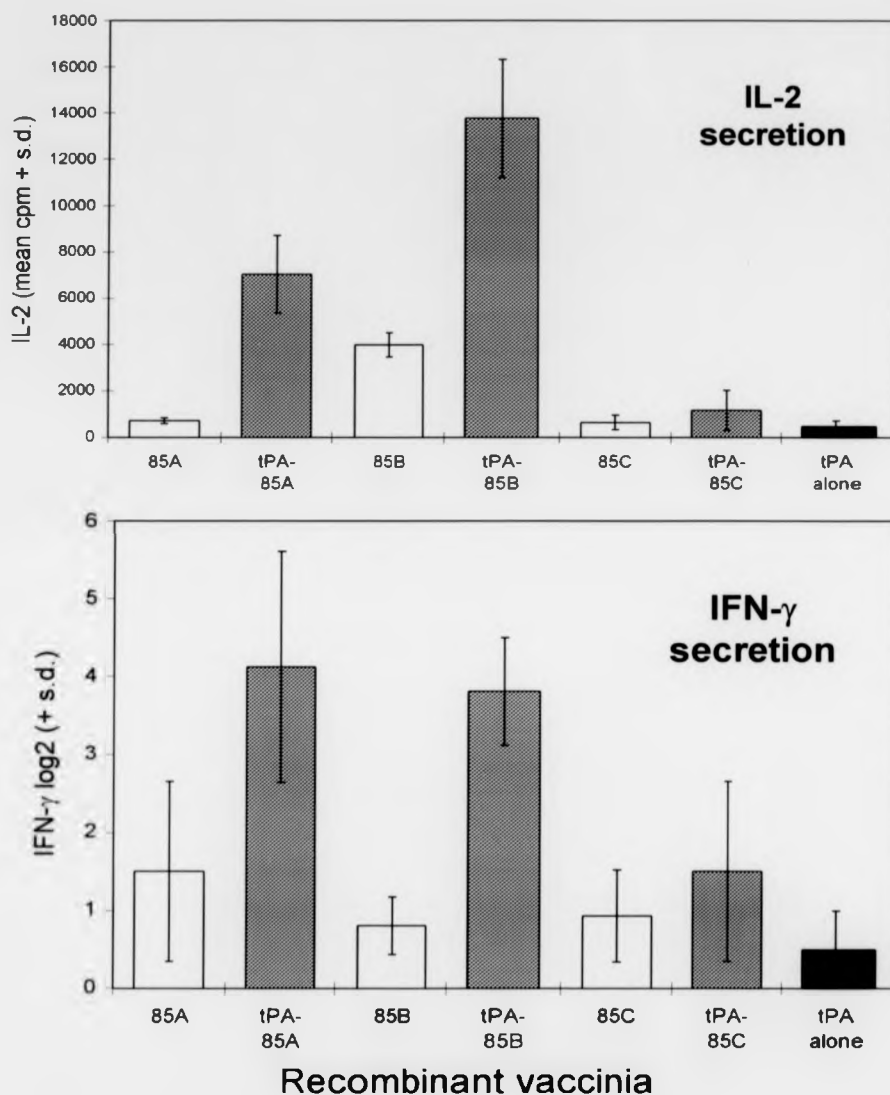 18000
16000
14000
12000
10000
8000
6000
4000
2000
0
IL-2 (mean cpm + s.d.)
IL-2
secretion
85A tPA- 85B tPA- 85C tPA- tPA
85A 85B 85C alone
6
5
4
3
2
1
0
IFN-γ log2 (+ s.d.)
IFN-γ
secretion
85A tPA- 85B tPA- 85C tPA- tPA
85A 85B 85C alone
Recombinant vaccinia